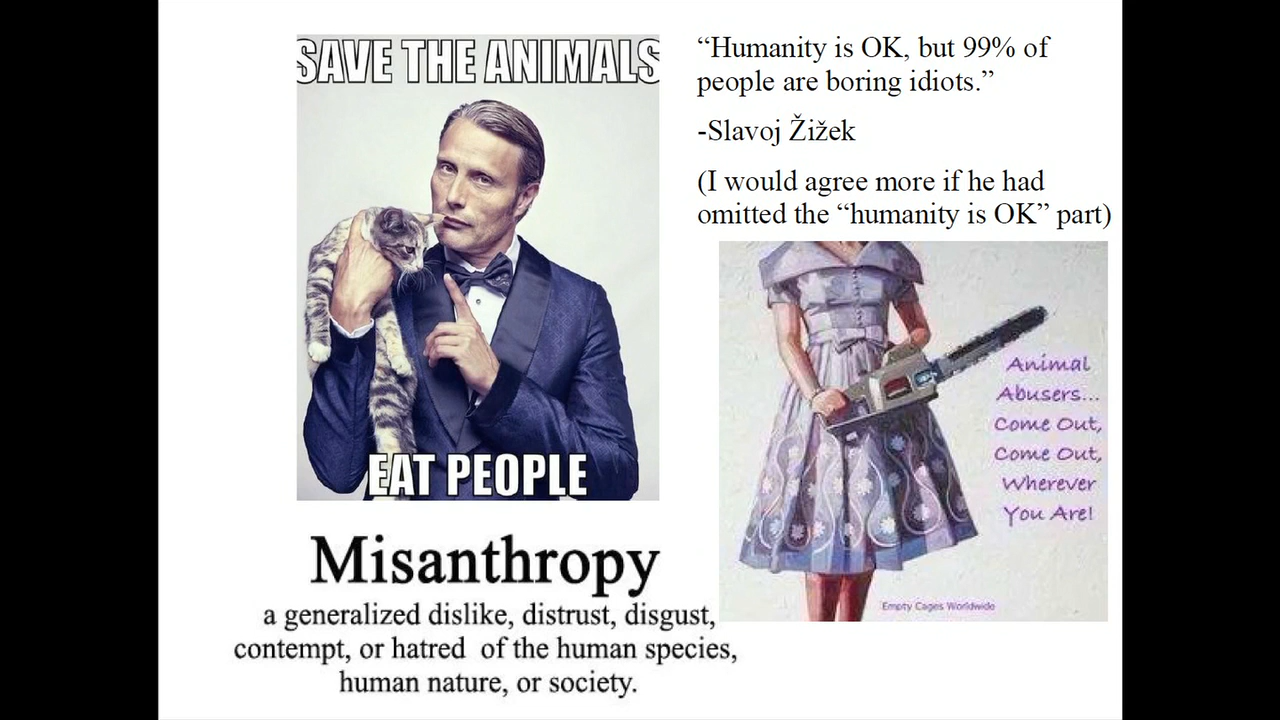 SAVE THE ANIMALS
EAT PEOPLE
Misanthropy
a generalized dislike, distrust, disgust,
contempt, or hatred of the human species,
human nature, or society.
“Humanity is OK, but 99% of
people are boring idiots.”
-Slavoj Žižek
(I would agree more if he had
omitted the “humanity is OK” part)
Animal
Abusers...
Come Out,
Come Out,
Wherever
You Are!
Empty Cages Worldwide